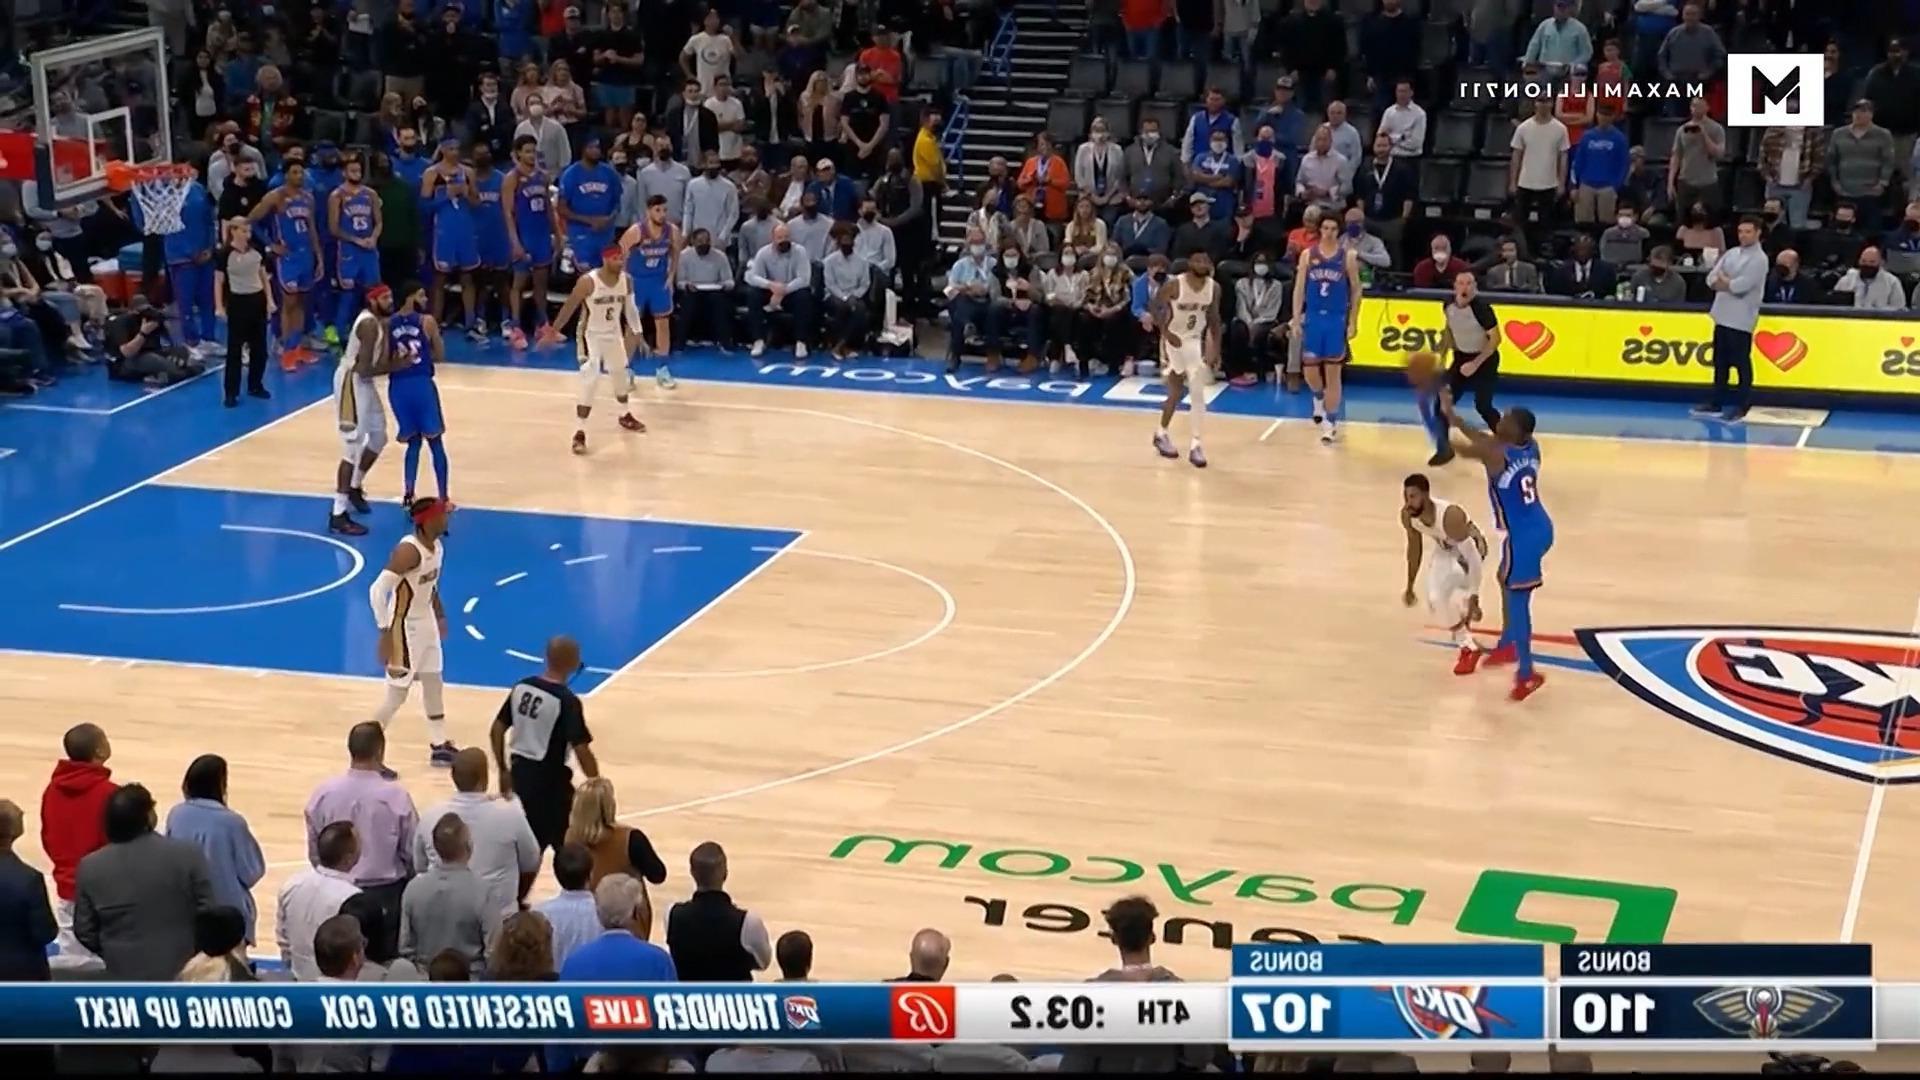 MAXAMILLION711
M
loves
loves
paycom
38
paycom
center
BONUS
BONUS
110
OKC
107
4TH
:03.2
THUNDER LIVE PRESENTED BY COX
COMING UP NEXT